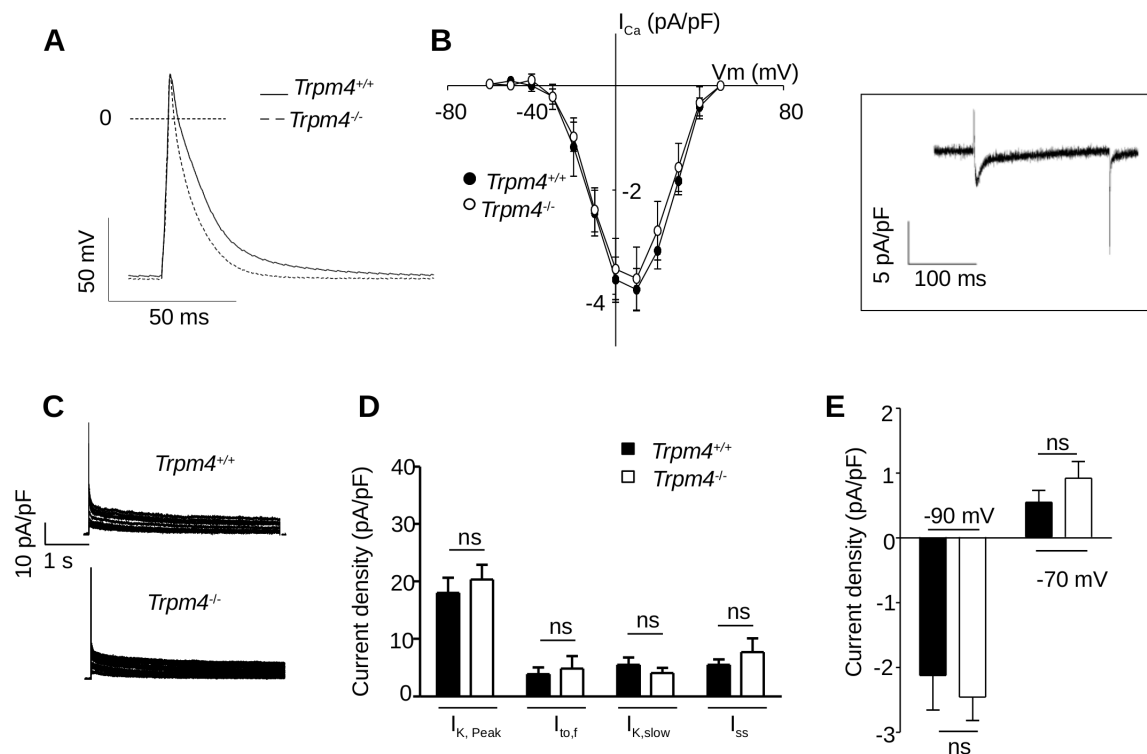 A
0
Trpm4+/+
Trpm4-/-
50 mV
50 ms
B
ICa (pA/pF)
Vm (mV)
-80
-40
80
-2
-4
Trpm4+/+
Trpm4-/-
5 pA/pF
100 ms
C
Trpm4+/+
10 pA/pF
1 s
Trpm4-/-
D
Trpm4+/+
Trpm4-/-
Current density (pA/pF)
40
30
20
10
0
ns
ns
ns
ns
IK, Peak
Ito,f
IK,slow
Iss
E
Current density (pA/pF)
2
1
0
-1
-2
-3
ns
-90 mV
-70 mV
ns